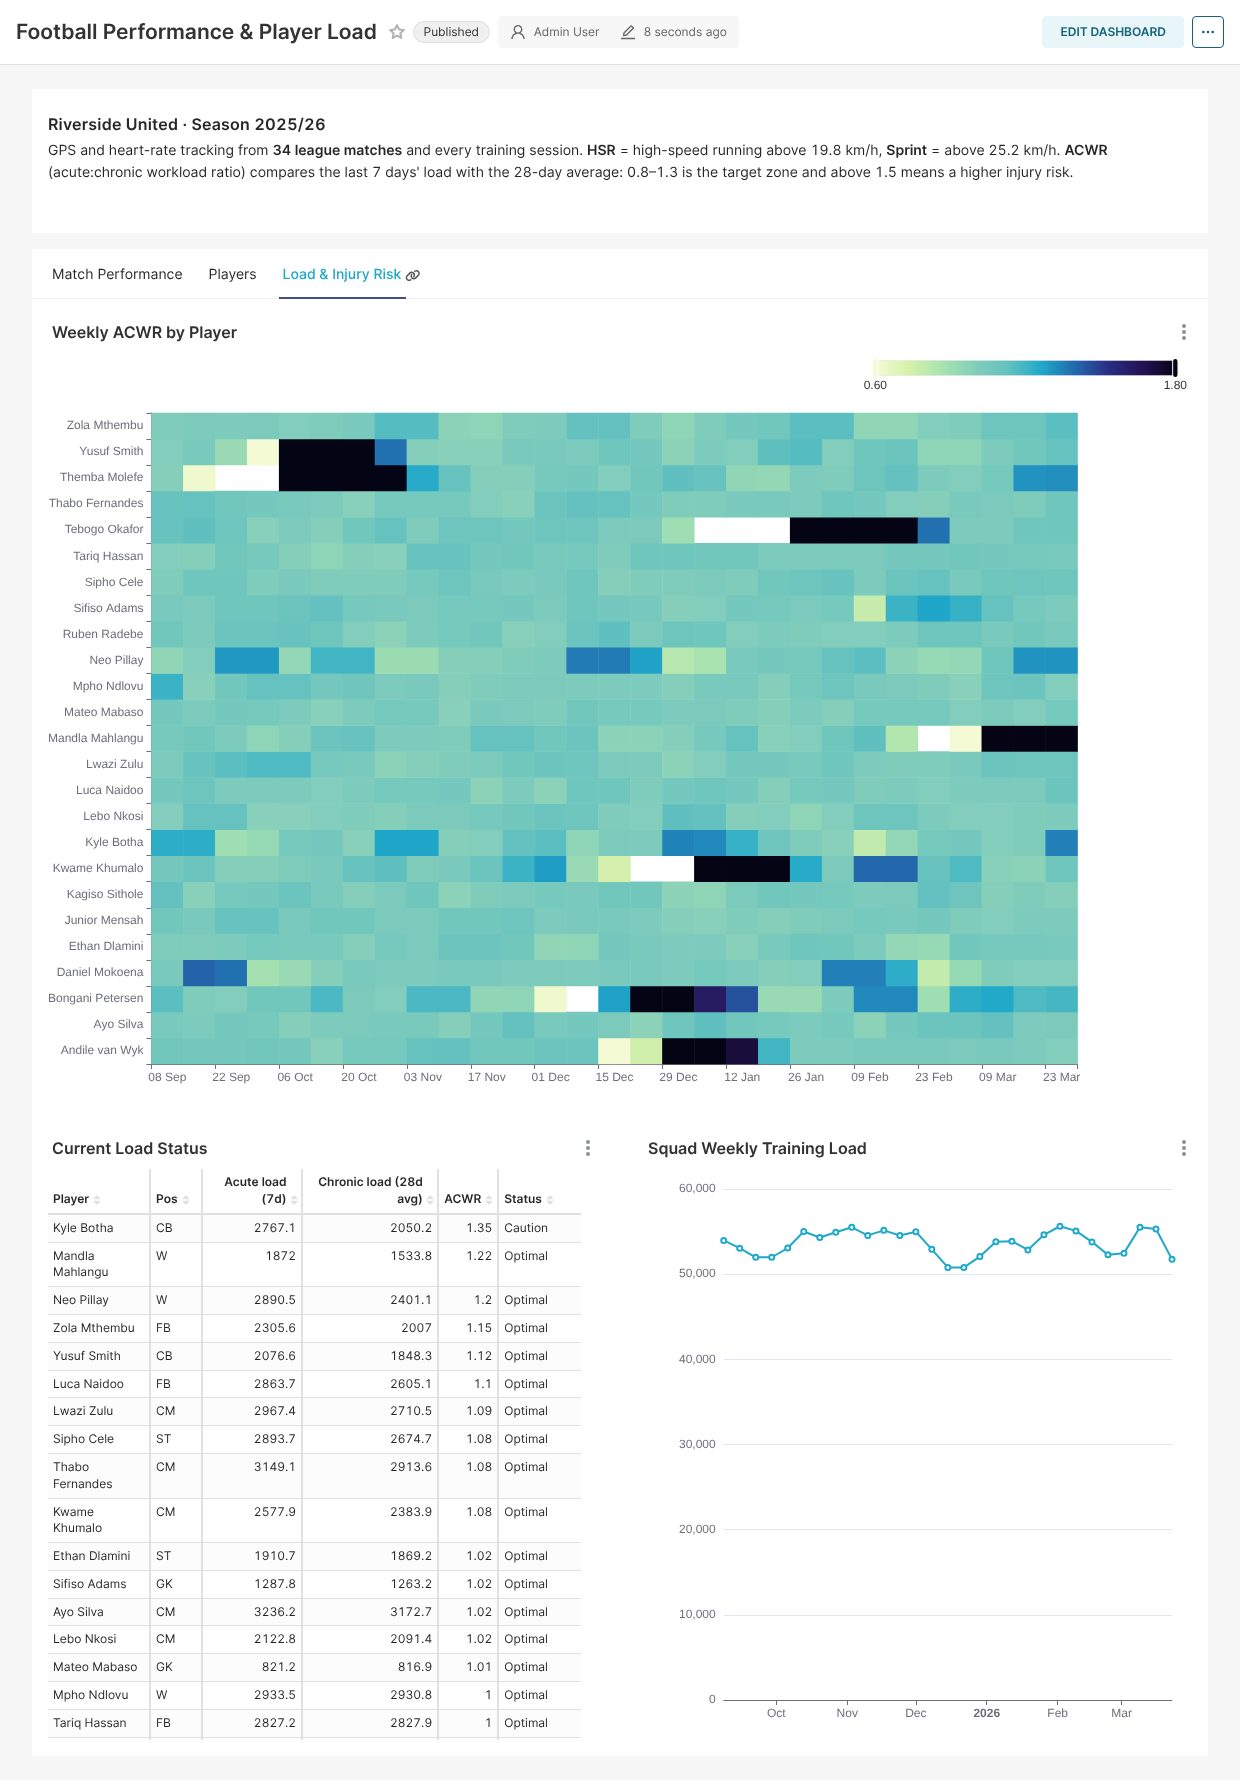 Football Performance & Player Load
Published
Admin User
8 seconds ago
EDIT DASHBOARD
Riverside United · Season 2025/26
GPS and heart-rate tracking from 34 league matches and every training session. HSR = high-speed running above 19.8 km/h, Sprint = above 25.2 km/h. ACWR
(acute:chronic workload ratio) compares the last 7 days' load with the 28-day average: 0.8–1.3 is the target zone and above 1.5 means a higher injury risk.
Match Performance
Players
Load & Injury Risk
Weekly ACWR by Player
0.60
1.80
Zola Mthembu
Yusuf Smith
Themba Molefe
Thabo Fernandes
Tebogo Okafor
Tariq Hassan
Sipho Cele
Sifiso Adams
Ruben Radebe
Neo Pillay
Mpho Ndlovu
Mateo Mabaso
Mandla Mahlangu
Lwazi Zulu
Luca Naidoo
Lebo Nkosi
Kyle Botha
Kwame Khumalo
Kagiso Sithole
Junior Mensah
Ethan Dlamini
Daniel Mokoena
Bongani Petersen
Ayo Silva
Andile van Wyk
08 Sep 22 Sep 06 Oct 20 Oct 03 Nov 17 Nov 01 Dec 15 Dec 29 Dec 12 Jan 26 Jan 09 Feb 23 Feb 09 Mar 23 Mar
Current Load Status
Player Pos Acute load (7d) Chronic load (28d avg) ACWR Status
Kyle Botha CB 2767.1 2050.2 1.35 Caution
Mandla Mahlangu W 1872 1533.8 1.22 Optimal
Neo Pillay W 2890.5 2401.1 1.2 Optimal
Zola Mthembu FB 2305.6 2007 1.15 Optimal
Yusuf Smith CB 2076.6 1848.3 1.12 Optimal
Luca Naidoo FB 2863.7 2605.1 1.1 Optimal
Lwazi Zulu CM 2967.4 2710.5 1.09 Optimal
Sipho Cele ST 2893.7 2674.7 1.08 Optimal
Thabo Fernandes CM 3149.1 2913.6 1.08 Optimal
Kwame Khumalo CM 2577.9 2383.9 1.08 Optimal
Ethan Dlamini ST 1910.7 1869.2 1.02 Optimal
Sifiso Adams GK 1287.8 1263.2 1.02 Optimal
Ayo Silva CM 3236.2 3172.7 1.02 Optimal
Lebo Nkosi CM 2122.8 2091.4 1.02 Optimal
Mateo Mabaso GK 821.2 816.9 1.01 Optimal
Mpho Ndlovu W 2933.5 2930.8 1 Optimal
Tariq Hassan FB 2827.2 2827.9 1 Optimal
Squad Weekly Training Load
60,000
50,000
40,000
30,000
20,000
10,000
0
Oct Nov Dec 2026 Feb Mar